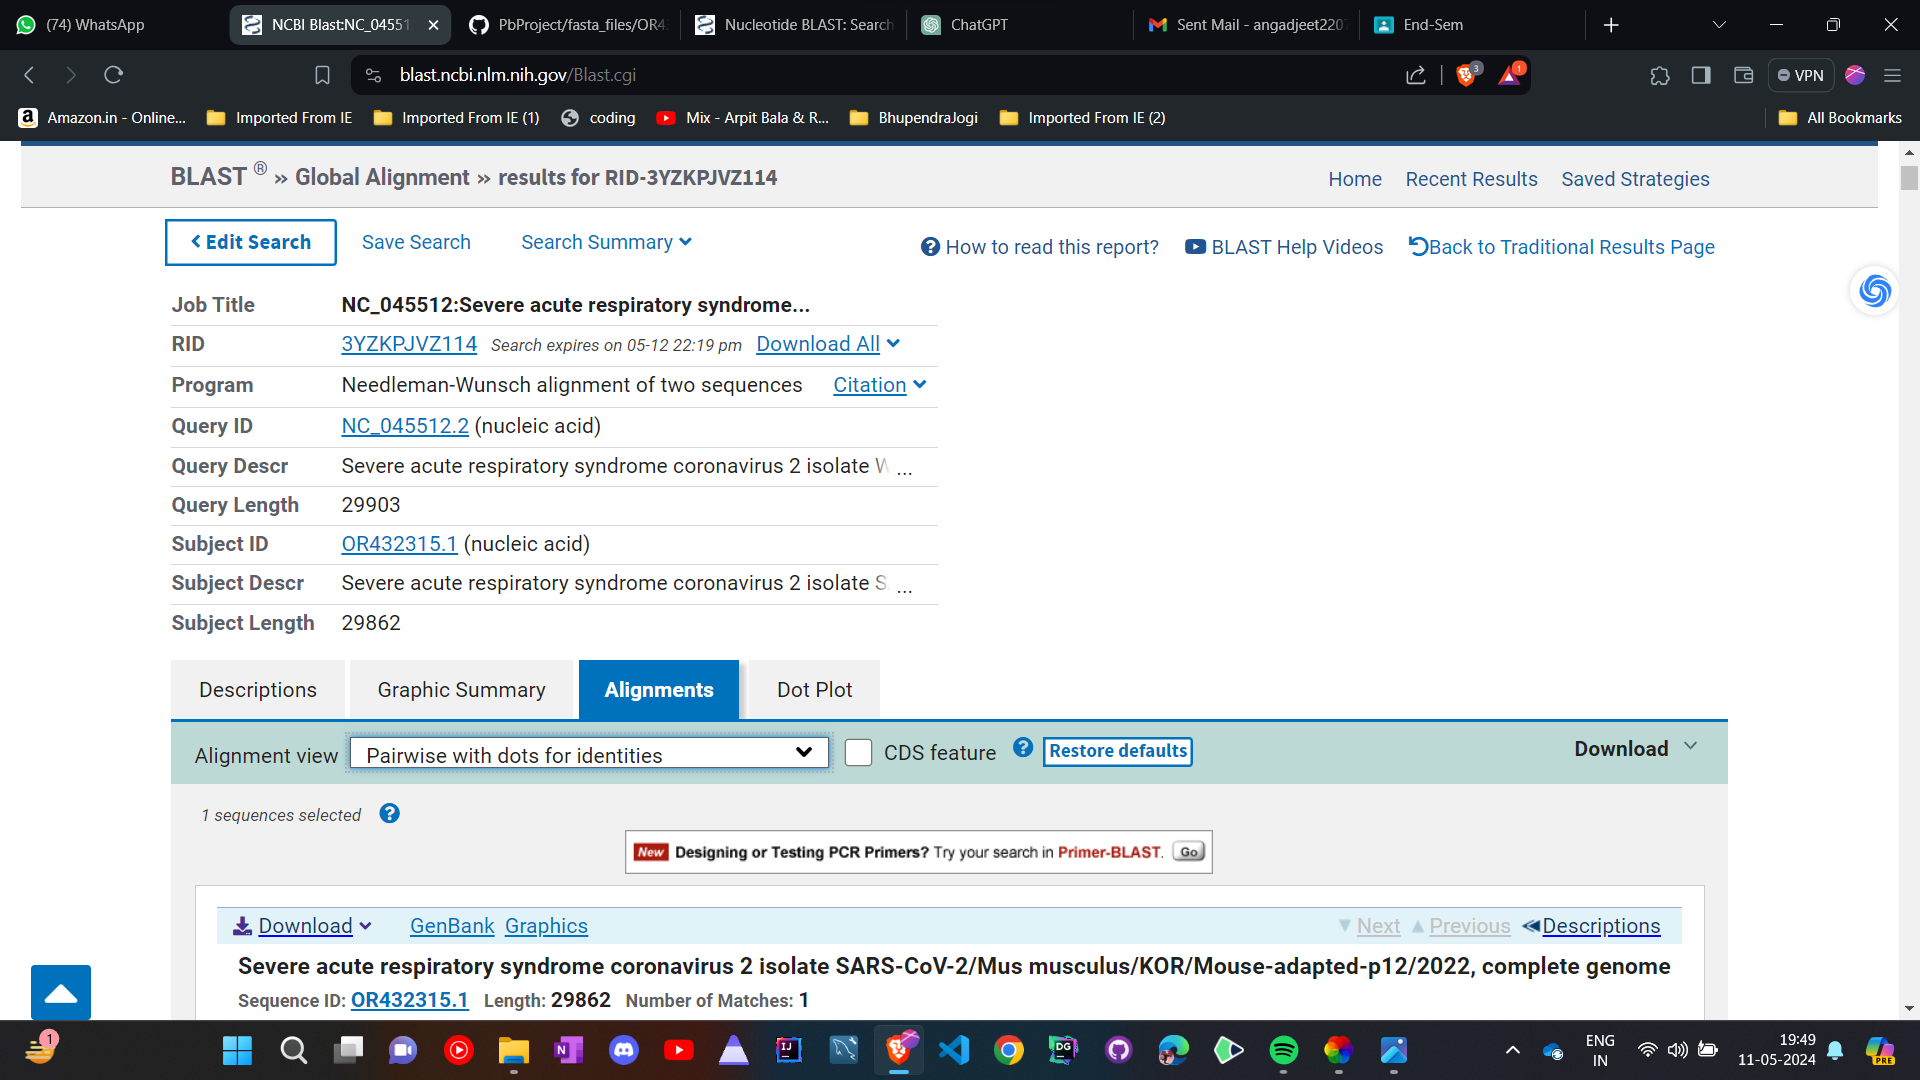 (74) WhatsApp
NCBI Blast:NC_04551
PbProject/fasta_files/OR43
Nucleotide BLAST: Search
ChatGPT
Sent Mail - angadjeet220
End-Sem
blast.ncbi.nlm.nih.gov/Blast.cgi
3
1
VPN
Amazon.in - Online...
Imported From IE
Imported From IE (1)
coding
Mix - Arpit Bala & R...
BhupendraJogi
Imported From IE (2)
All Bookmarks
BLAST ® » Global Alignment » results for RID-3YZKPJVZ114
Home Recent Results Saved Strategies
Edit Search
Save Search
Search Summary
How to read this report?
BLAST Help Videos
Back to Traditional Results Page
Job Title NC_045512:Severe acute respiratory syndrome...
RID 3YZKPJVZ114 Search expires on 05-12 22:19 pm Download All
Program Needleman-Wunsch alignment of two sequences Citation
Query ID NC_045512.2 (nucleic acid)
Query Descr Severe acute respiratory syndrome coronavirus 2 isolate W ...
Query Length 29903
Subject ID OR432315.1 (nucleic acid)
Subject Descr Severe acute respiratory syndrome coronavirus 2 isolate S ...
Subject Length 29862
Descriptions Graphic Summary Alignments Dot Plot
Alignment view Pairwise with dots for identities CDS feature ? Restore defaults Download
1 sequences selected ?
New Designing or Testing PCR Primers? Try your search in Primer-BLAST. Go
Download GenBank Graphics Next Previous Descriptions
Severe acute respiratory syndrome coronavirus 2 isolate SARS-CoV-2/Mus musculus/KOR/Mouse-adapted-p12/2022, complete genome
Sequence ID: OR432315.1 Length: 29862 Number of Matches: 1
1
N
IJ
DG
ENG
IN
19:49
11-05-2024
PRE